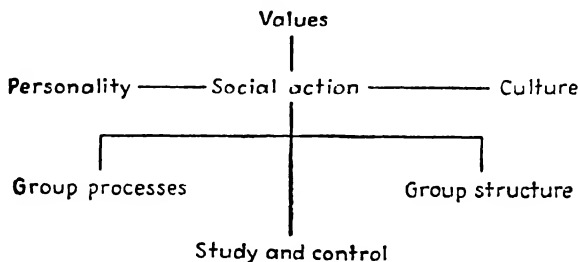 Values
Personality Social action Culture
Group processes Group structure
Study and control